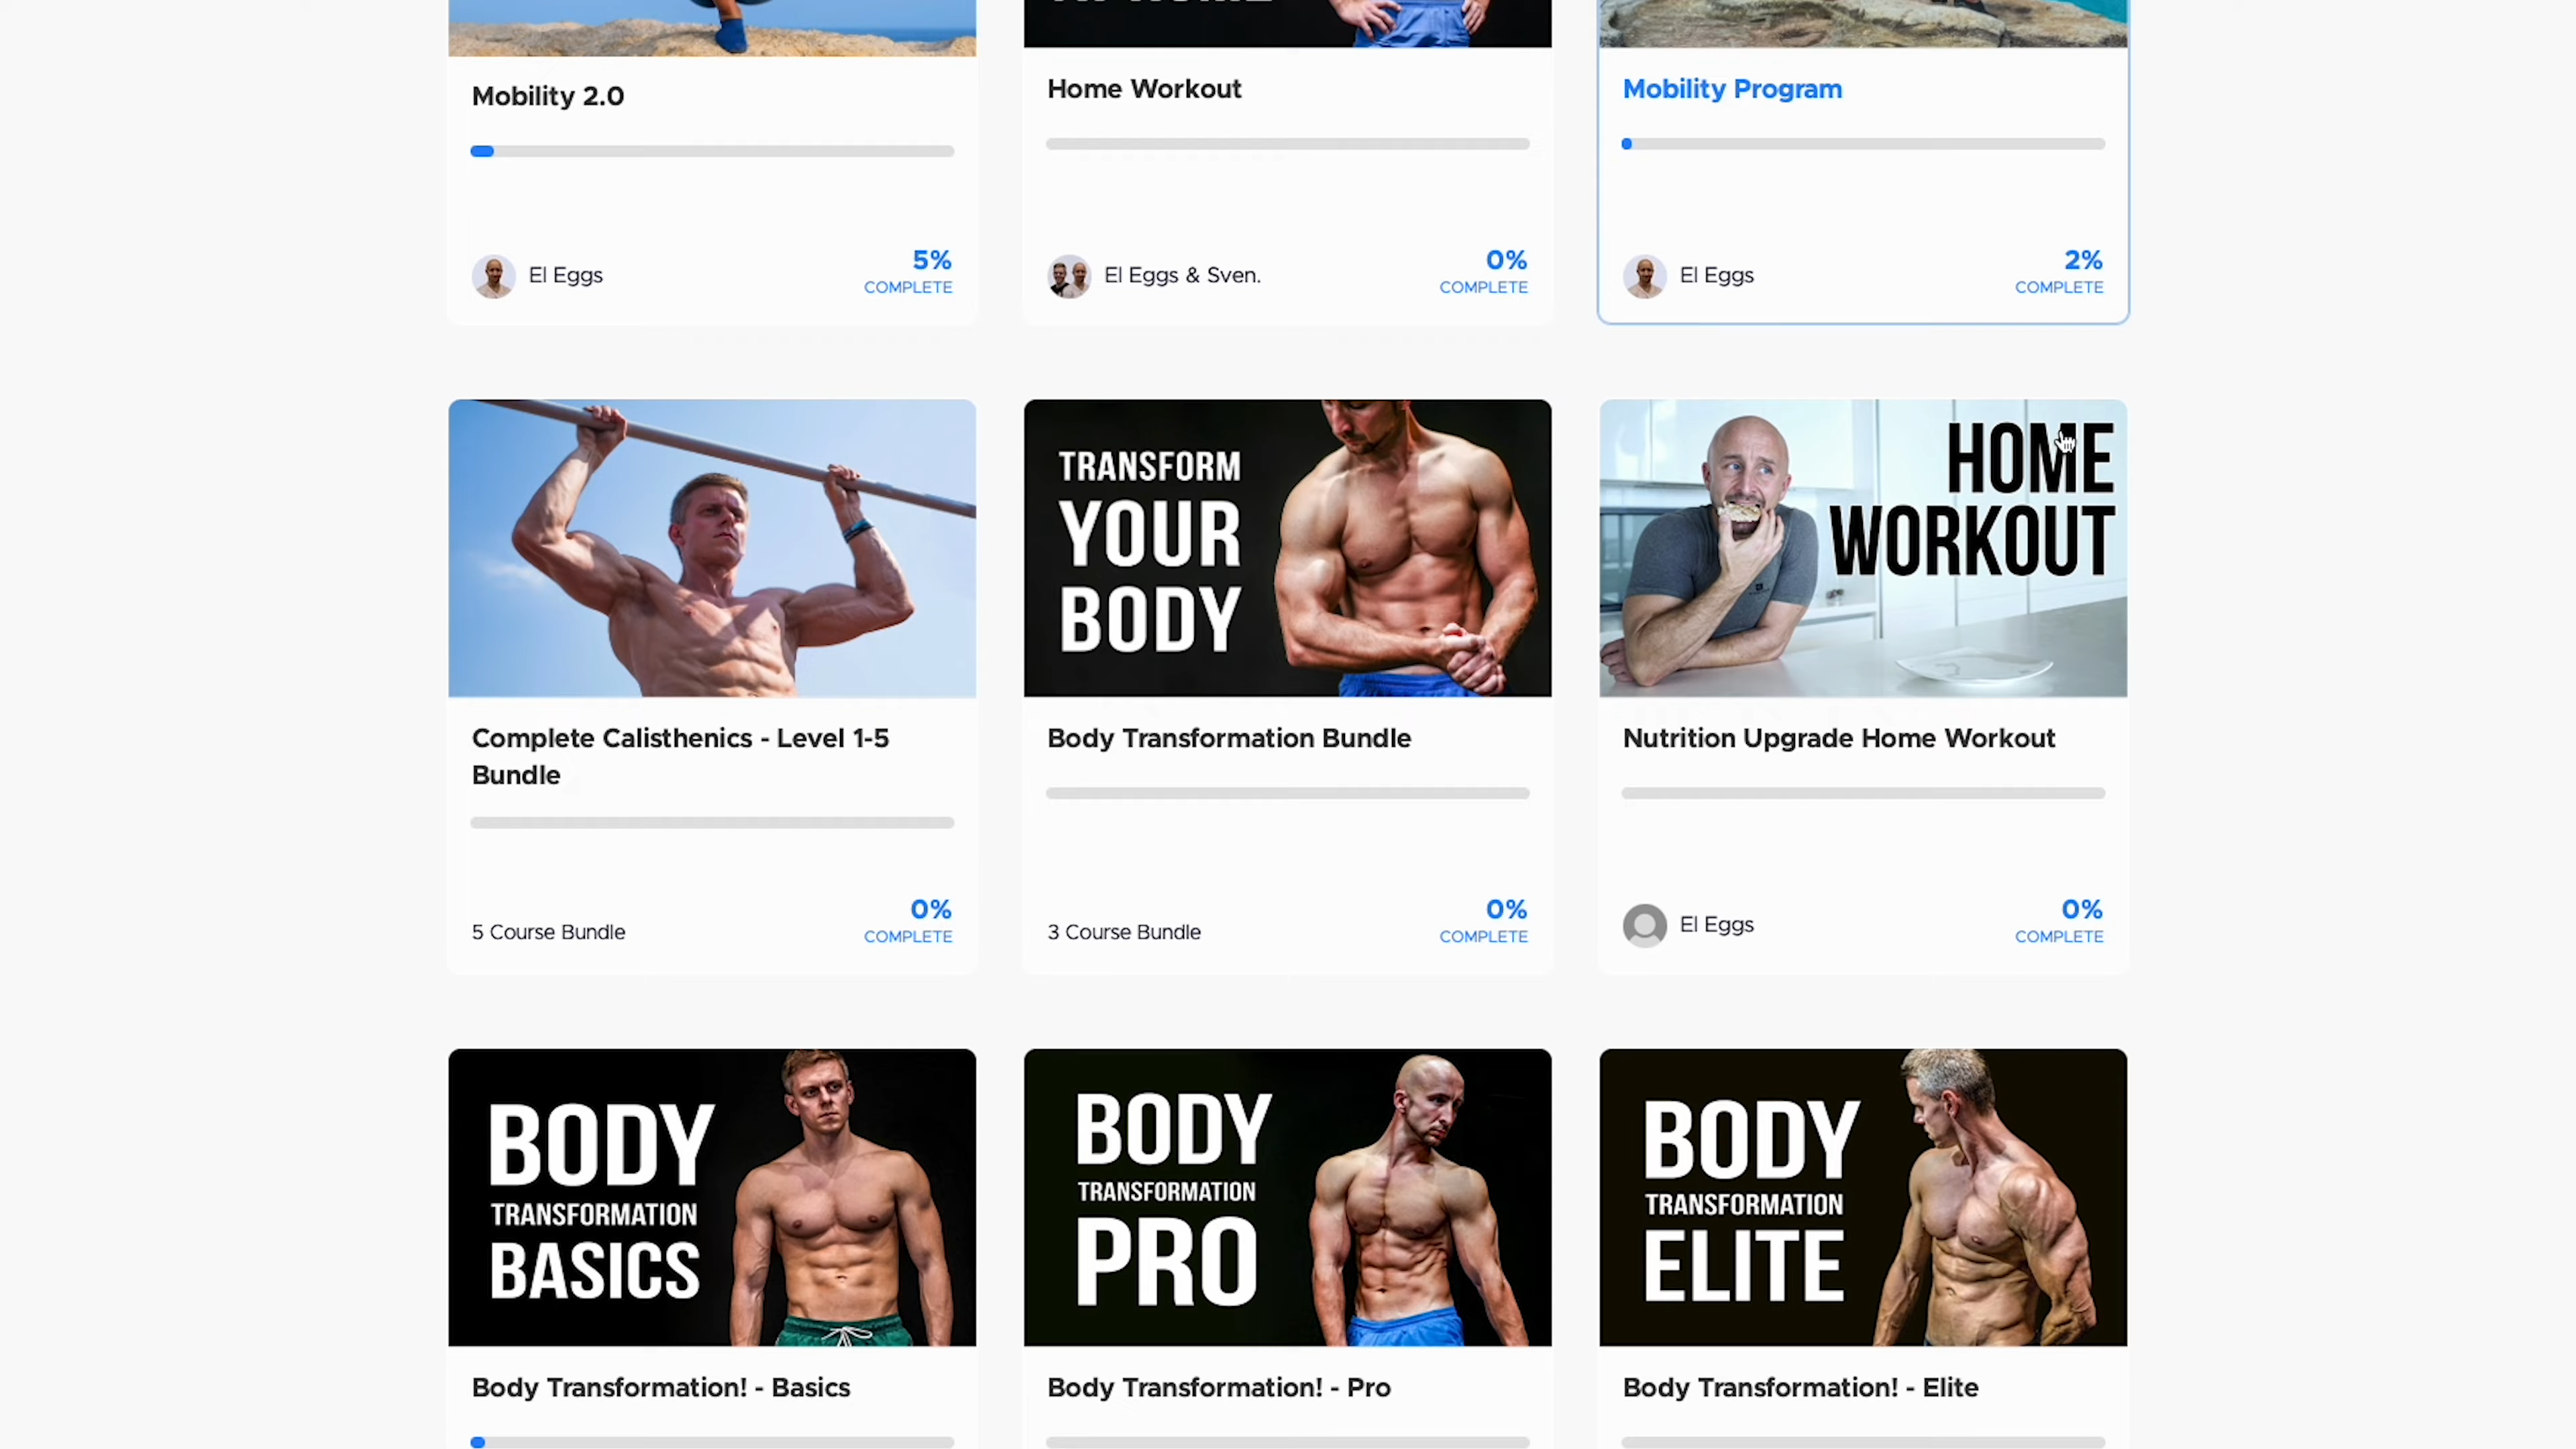 Mobility 2.0
El Eggs
5%
COMPLETE
Home Workout
El Eggs & Sven.
0%
COMPLETE
Mobility Program
El Eggs
2%
COMPLETE
Complete Calisthenics - Level 1-5
Bundle
5 Course Bundle
0%
COMPLETE
TRANSFORM
YOUR
BODY
Body Transformation Bundle
3 Course Bundle
0%
COMPLETE
HOME
WORKOUT
Nutrition Upgrade Home Workout
El Eggs
0%
COMPLETE
BODY
TRANSFORMATION
BASICS
Body Transformation! - Basics
BODY
TRANSFORMATION
PRO
Body Transformation! - Pro
BODY
TRANSFORMATION
ELITE
Body Transformation! - Elite